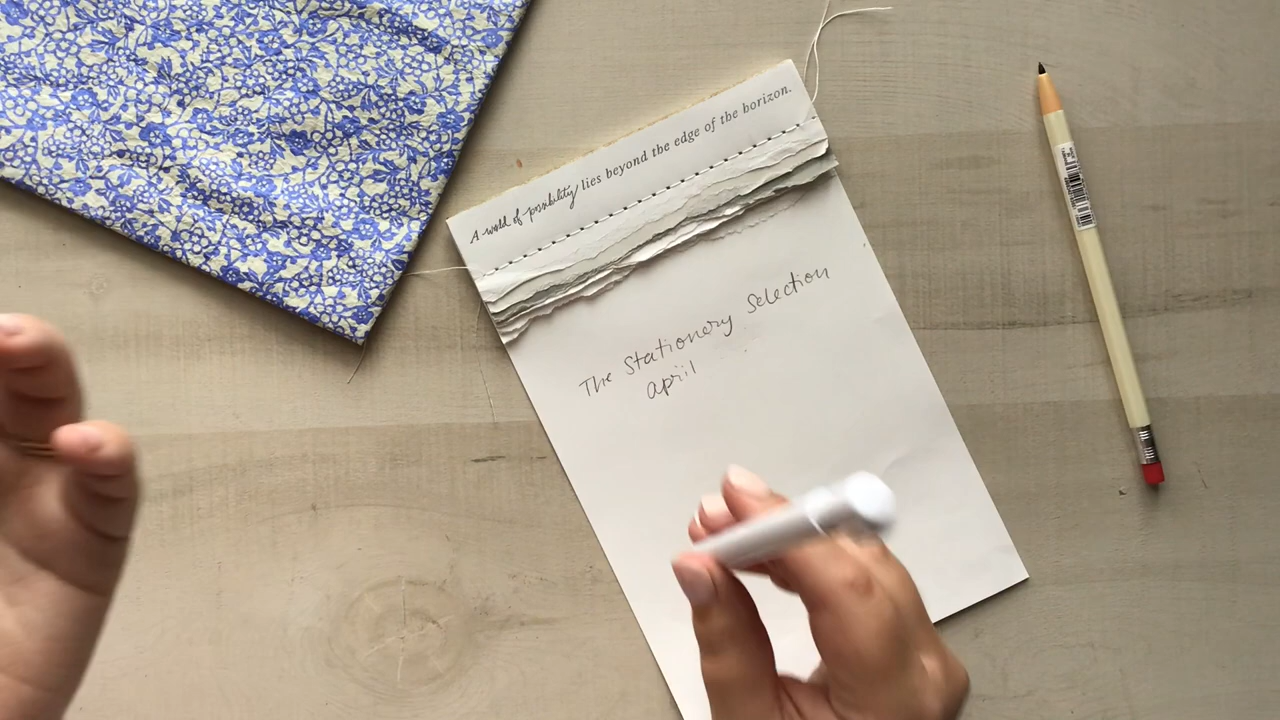 A world of possibility lies beyond the edge of the horizon.
The Stationery Selection
april